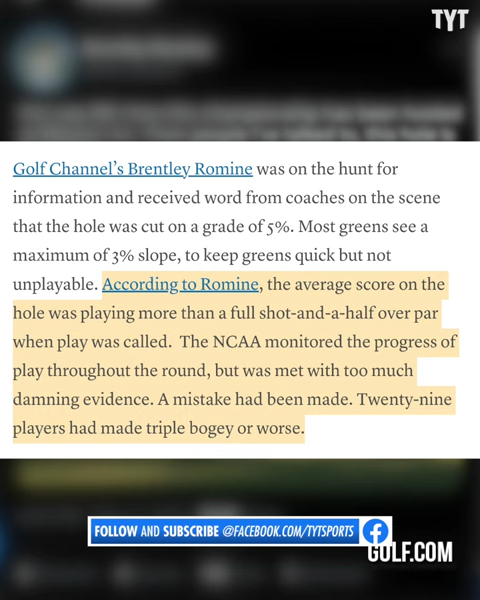 TYT
Golf Channel's Brentley Romine was on the hunt for
information and received word from coaches on the scene
that the hole was cut on a grade of 5%. Most greens see a
maximum of 3% slope, to keep greens quick but not
unplayable. According to Romine, the average score on the
hole was playing more than a full shot-and-a-half over par
when play was called. The NCAA monitored the progress of
play throughout the round, but was met with too much
damning evidence. A mistake had been made. Twenty-nine
players had made triple bogey or worse.
FOLLOW AND SUBSCRIBE @FACEBOOK.COM/TYTSPORTS
GOLF.COM